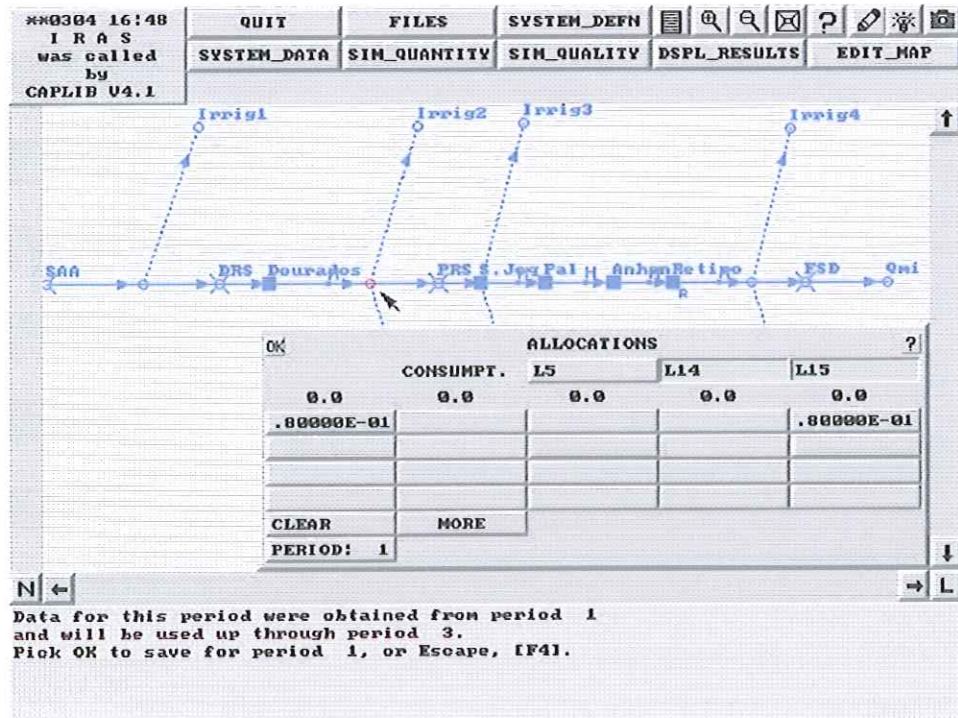 **0304 16:48
I R A S
was called
by
CAPLIB V4.1
QUIT FILES SYSTEM_DEFN
SYSTEM_DATA SIM_QUANTITY SIM_QUALITY DSPL_RESULTS EDIT_MAP
Irrig1 Irrig2 Irrig3 Irrig4
SAA DRS Dourados PRS S.Joq Pal H AnhanRetiro ESD Qmi
R
OK ALLOCATIONS ?
CONSUMPT. L5 L14 L15
0.0 0.0 0.0 0.0 0.0
.80000E-01 .80000E-01
CLEAR MORE
PERIOD: 1
N L
Data for this period were obtained from period 1
and will be used up through period 3.
Pick OK to save for period 1, or Escape, [F4].